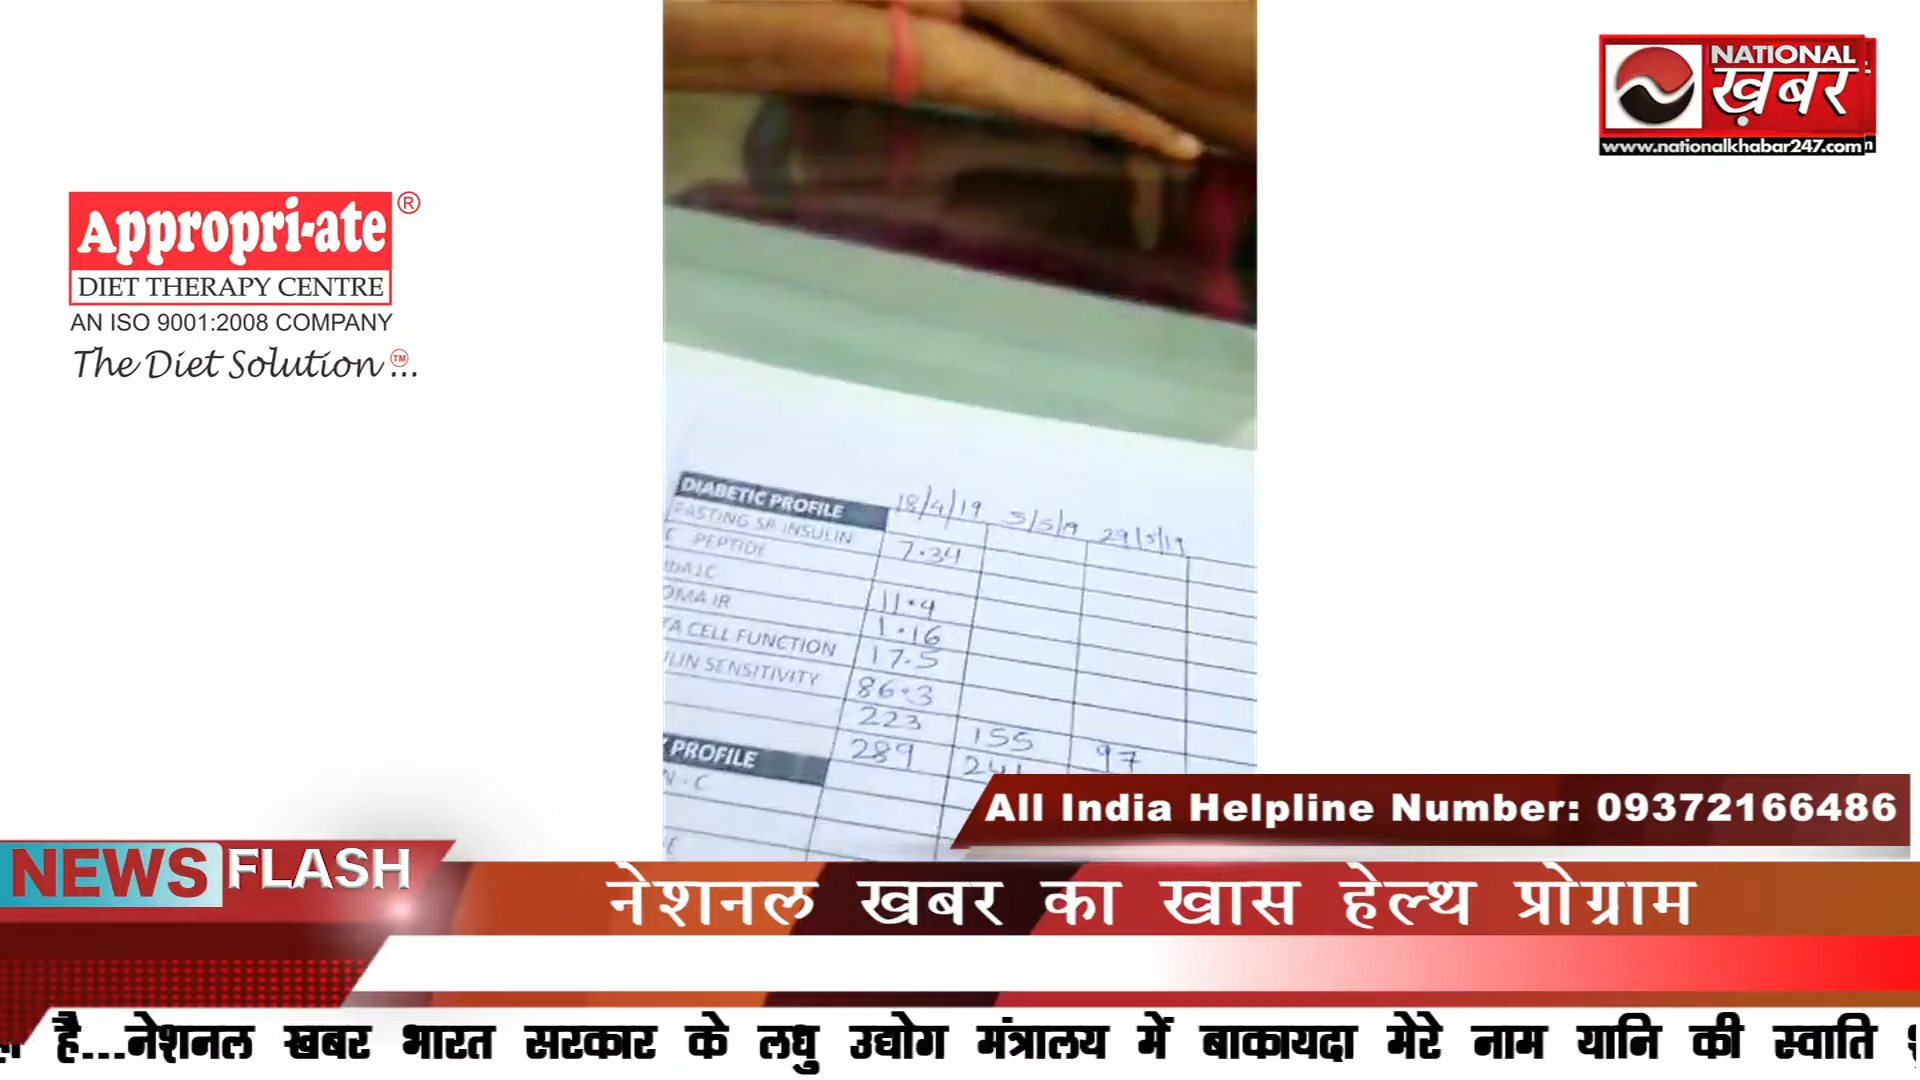 NATIONAL
ख़बर
www.nationalkhabar247.com
Appropri-ate®
DIET THERAPY CENTRE
AN ISO 9001:2008 COMPANY
The Diet Solution™...
DIABETIC PROFILE 18/4/19 5/5/19 29/5/19
FASTING SR INSULIN 7.34
PEPTIDE
11.4
OMA IR 1.16
CELL FUNCTION 17.5
LIN SENSITIVITY 86.3
223 155 97
PROFILE 289
All India Helpline Number: 09372166486
NEWS FLASH
नेशनल खबर का खास हेल्थ प्रोग्राम
है...नेशनल खबर भारत सरकार के लघु उद्योग मंत्रालय में बाकायदा मेरे नाम यानि की स्वाति